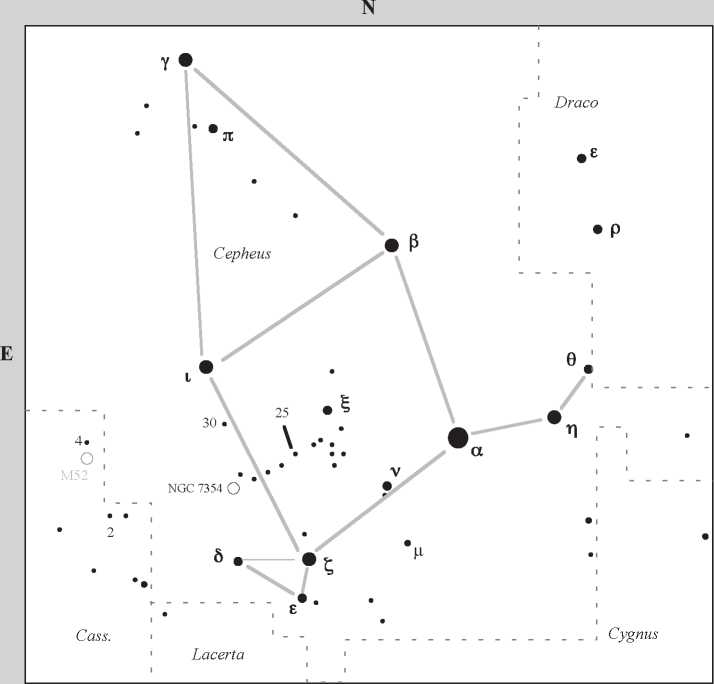 N
γ
π
Draco
ε
ρ
β
Cepheus
E
θ
ι
ξ
25
30
η
4
α
M52
ν
NGC 7354
2
δ
ζ
μ
ε
Cass.
Lacerta
Cygnus